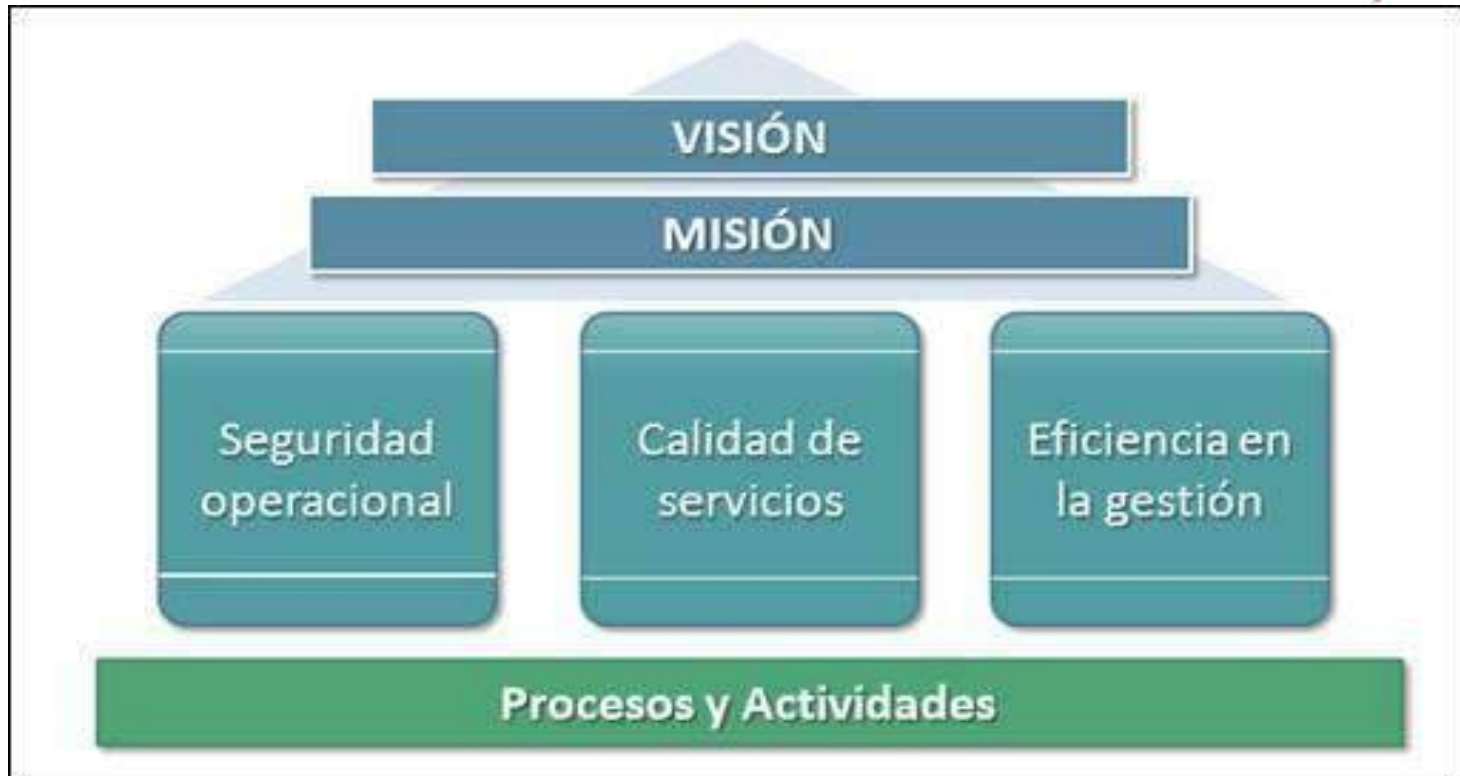 VISIÓN
MISIÓN
Seguridad
operacional
Calidad de
servicios
Eficiencia en
la gestión
Procesos y Actividades